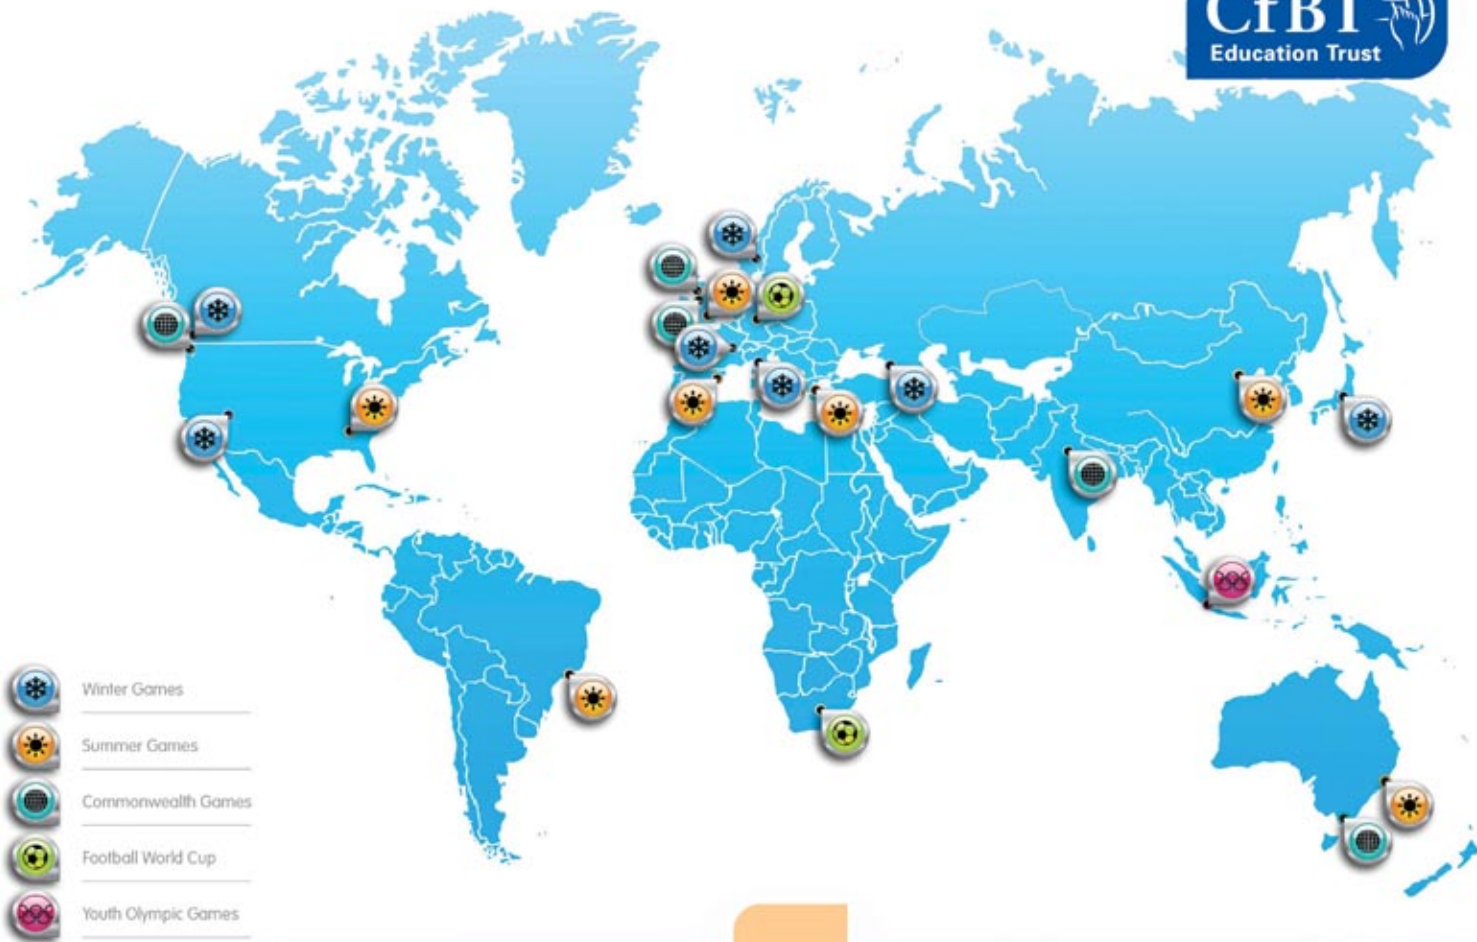 CfBT
Education Trust
Winter Games
Summer Games
Commonwealth Games
Football World Cup
Youth Olympic Games